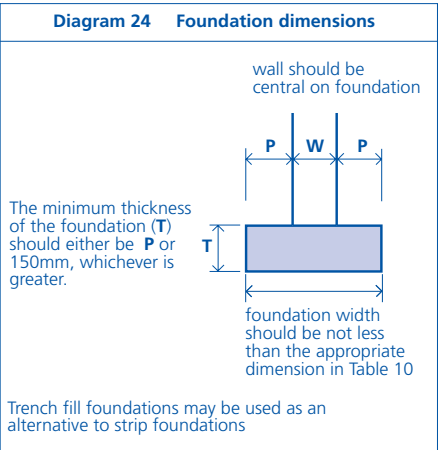 Diagram 24 Foundation dimensions
wall should be
central on foundation
P W P
The minimum thickness
of the foundation (T)
should either be P or
150mm, whichever is
greater.
T
foundation width
should be not less
than the appropriate
dimension in Table 10
Trench fill foundations may be used as an
alternative to strip foundations